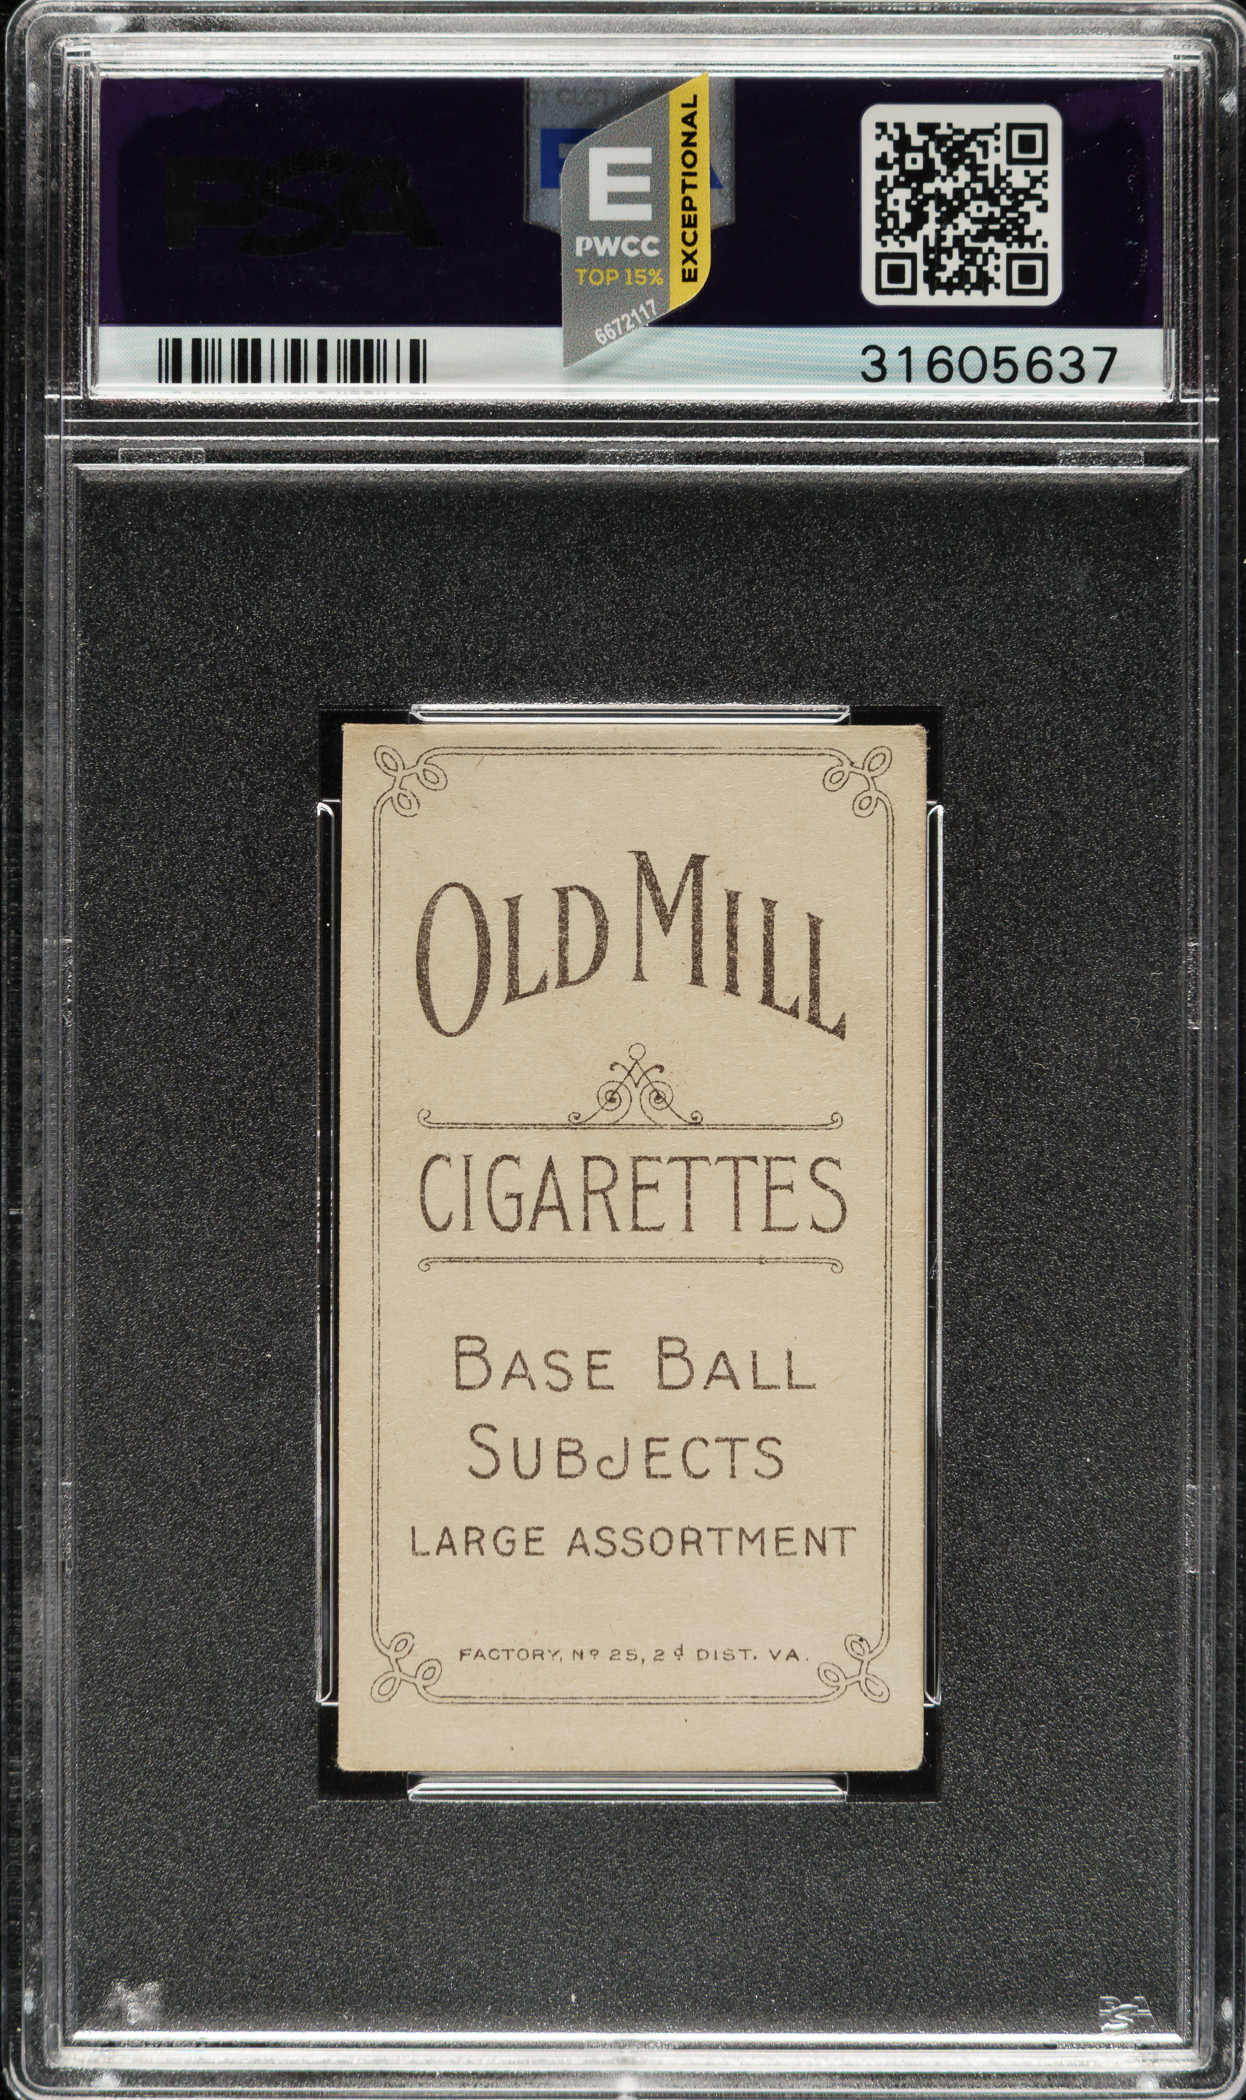 PSA
E
PWCC
TOP 15%
EXCEPTIONAL
6672117
31605637
OLD MILL
CIGARETTES
BASE BALL
SUBJECTS
LARGE ASSORTMENT
FACTORY, Nº 25, 2d DIST. VA.
PSA